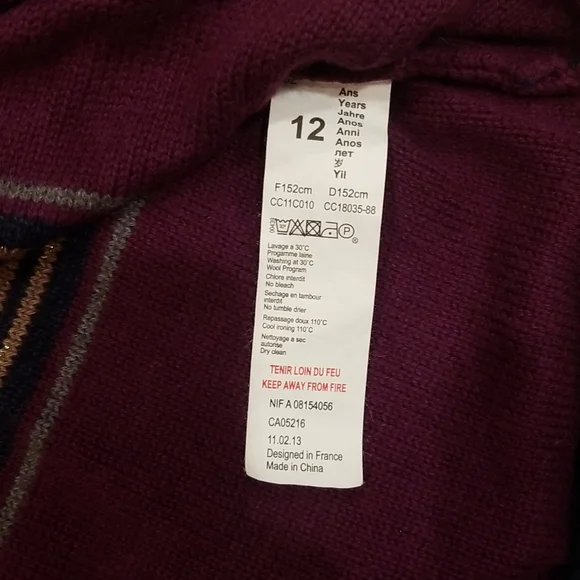 12
Ans
Years
Jahre
Anos
Anni
Anos
лет
岁
Yil
F152cm D152cm
CC11C010 CC18035-88
Lavage a 30°C
Progamme laine
Washing at 30°C
Wool Program
Chlore interdit
No bleach
Sechage en tambour
interdit
No tumble drier
Repassage doux 110°C
Cool ironing 110°C
Nettoyage a sec
autorise
Dry clean
TENIR LOIN DU FEU
KEEP AWAY FROM FIRE
NIF A 08154056
CA05216
11.02.13
Designed in France
Made in China